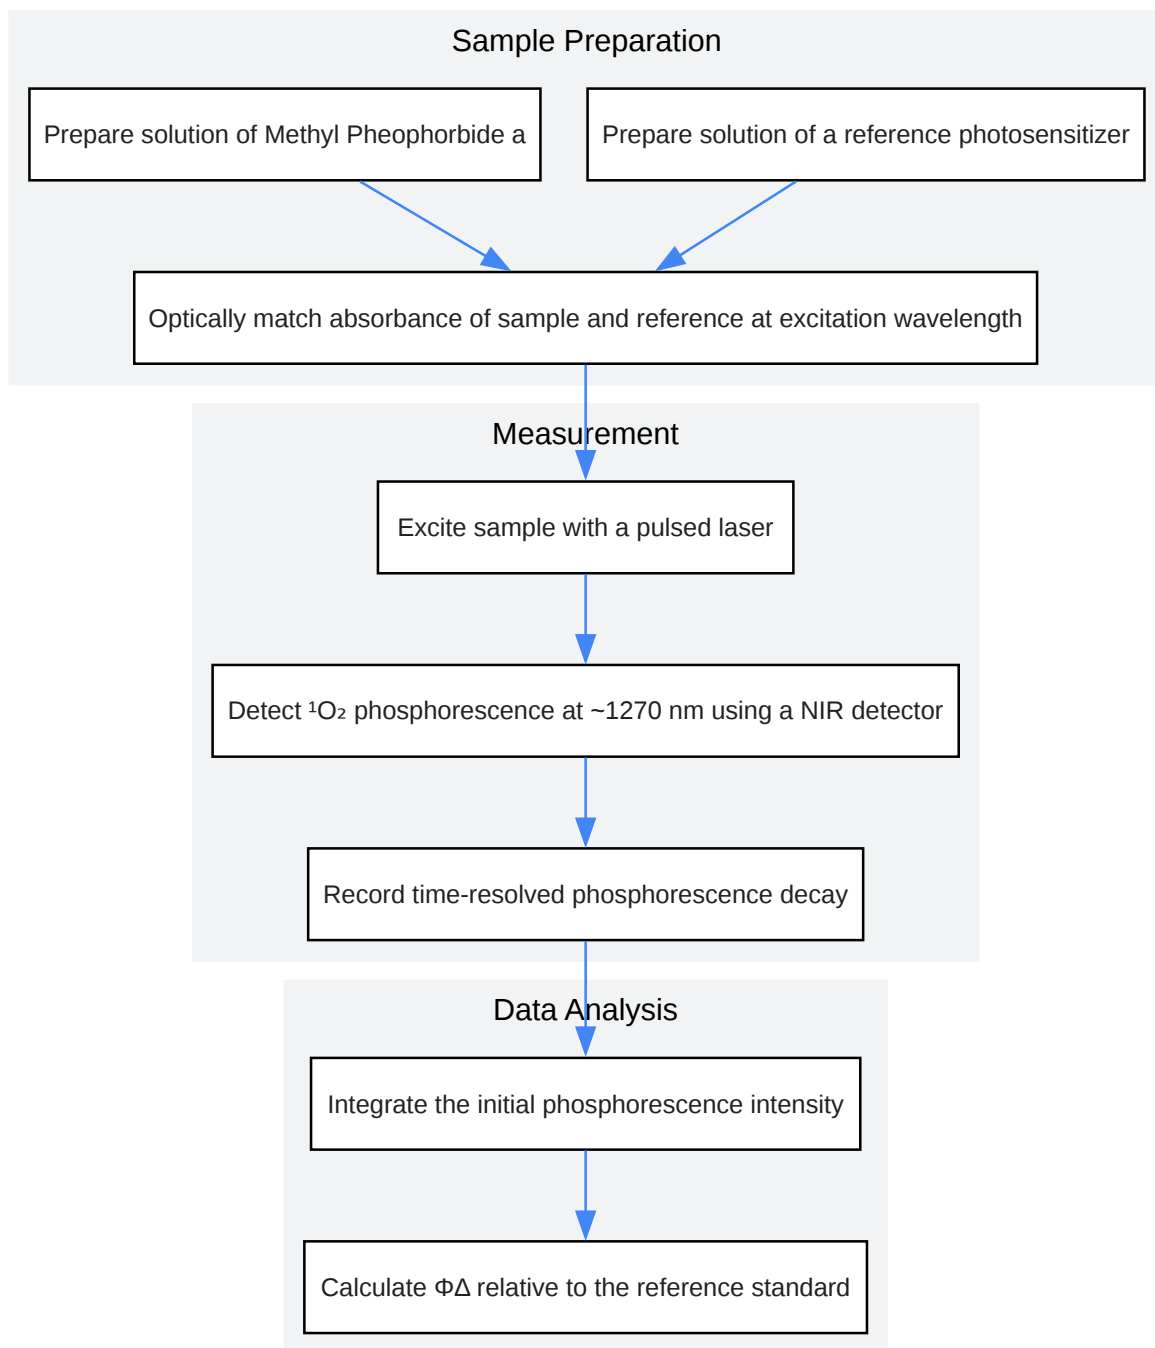 Sample Preparation
Prepare solution of Methyl Pheophorbide a
Prepare solution of a reference photosensitizer
Optically match absorbance of sample and reference at excitation wavelength
Measurement
Excite sample with a pulsed laser
Detect ¹O₂ phosphorescence at ~1270 nm using a NIR detector
Record time-resolved phosphorescence decay
Data Analysis
Integrate the initial phosphorescence intensity
Calculate ΦΔ relative to the reference standard